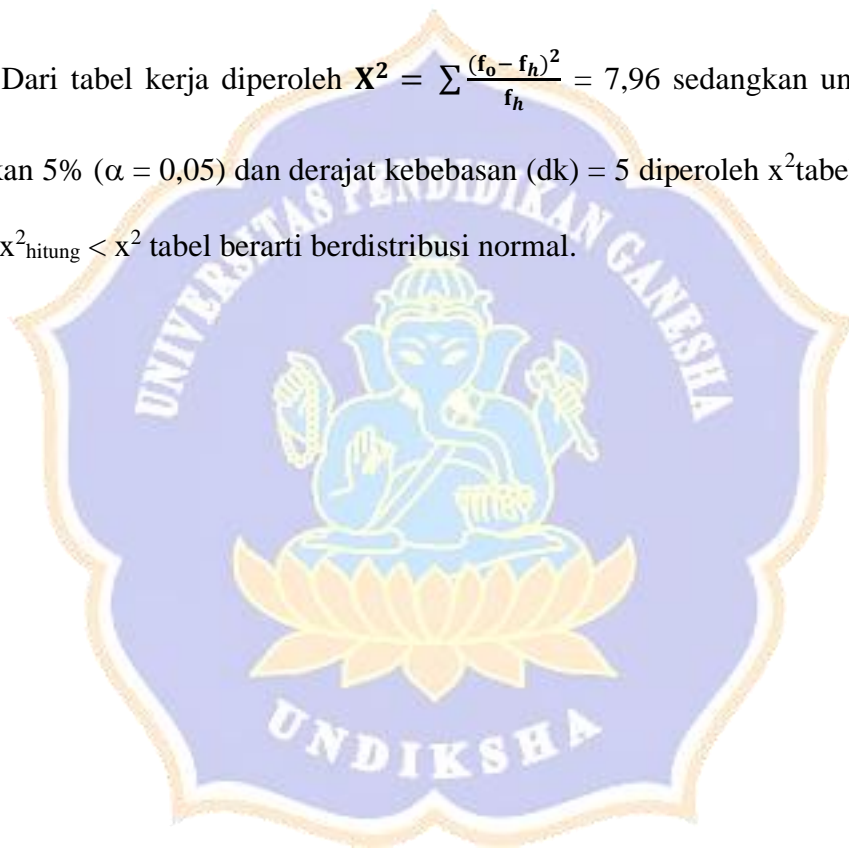 Dari tabel kerja diperoleh X² = ∑ (f₀ – fₕ)² / fₕ = 7,96 sedangkan un
kan 5% (α = 0,05) dan derajat kebebasan (dk) = 5 diperoleh x²tabe
x²hitung < x² tabel berarti berdistribusi normal.
UNIVERSITAS PENDIDIKAN GANESHA
UNDIKSHA